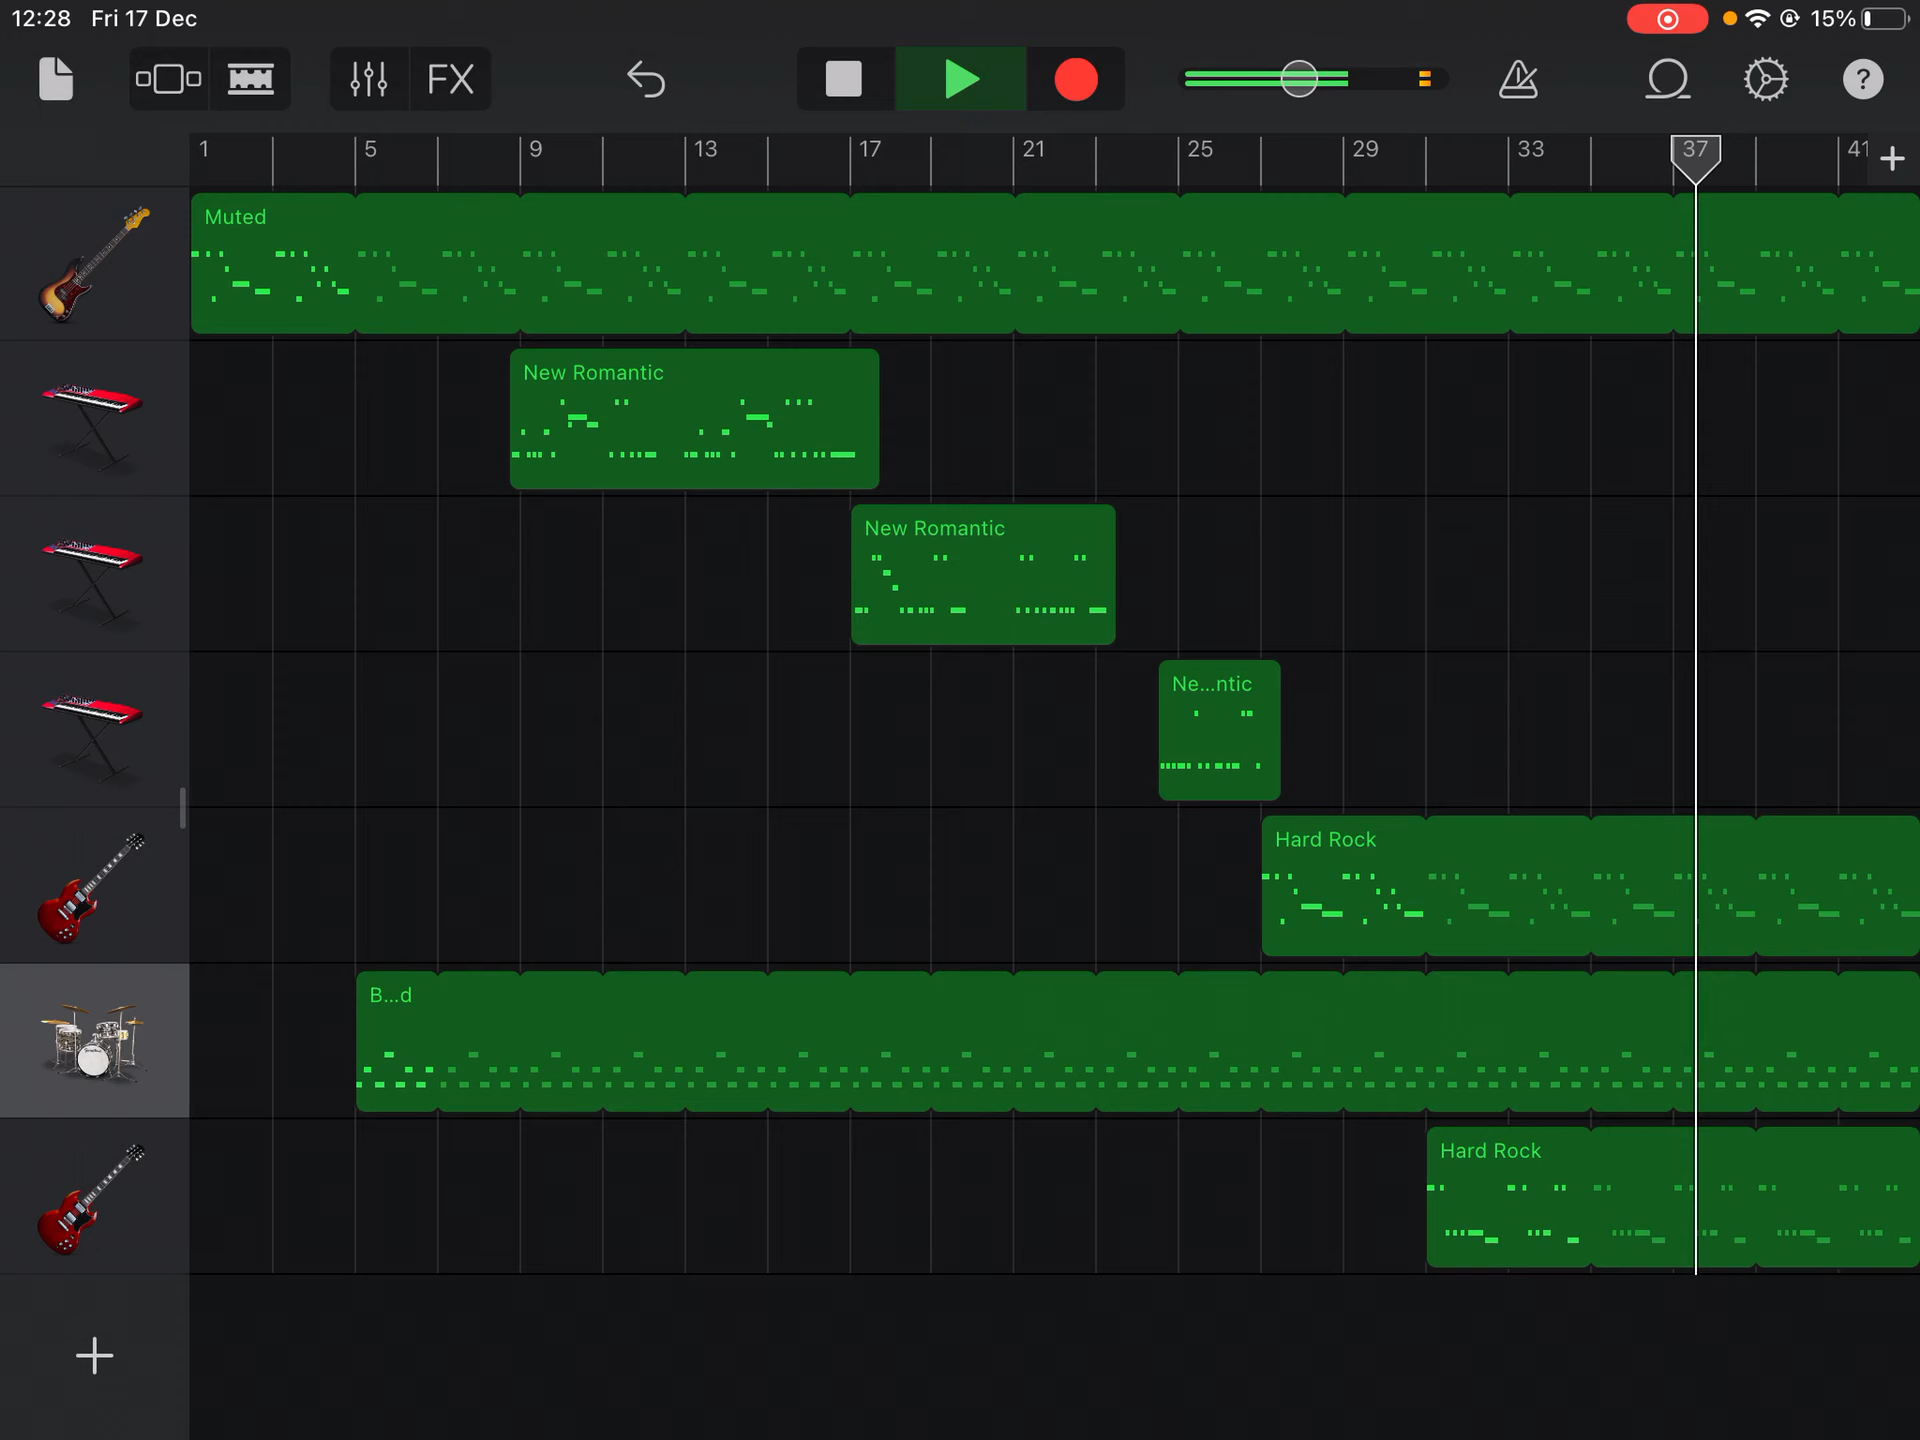 12:28 Fri 17 Dec 15%
FX ?
1 5 9 13 17 21 25 29 33 37 41
Muted
New Romantic
New Romantic
Ne...ntic
Hard Rock
B...d
Hard Rock